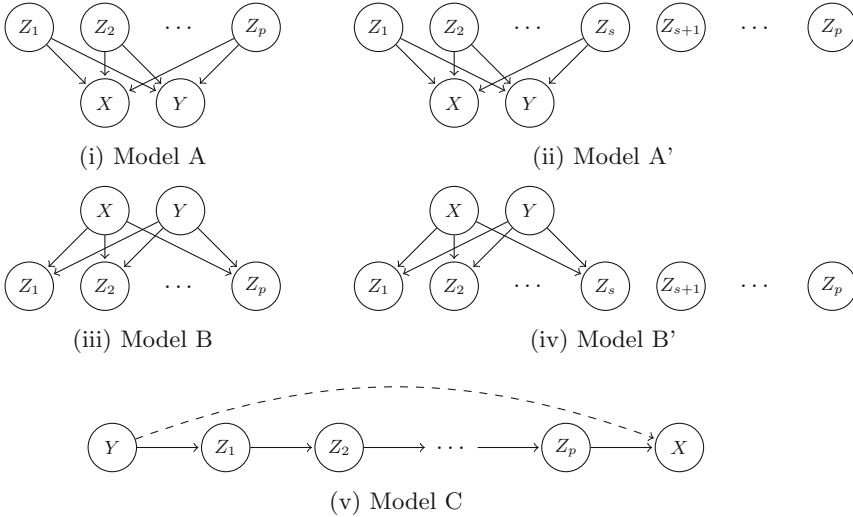 Z₁ Z₂ ··· Zₚ Z₁ Z₂ ··· Zₛ Zₛ₊₁ ··· Zₚ
X Y X Y
(i) Model A (ii) Model A'
X Y X Y
Z₁ Z₂ ··· Zₚ Z₁ Z₂ ··· Zₛ Zₛ₊₁ ··· Zₚ
(iii) Model B (iv) Model B'
Y Z₁ Z₂ ··· Zₚ X
(v) Model C